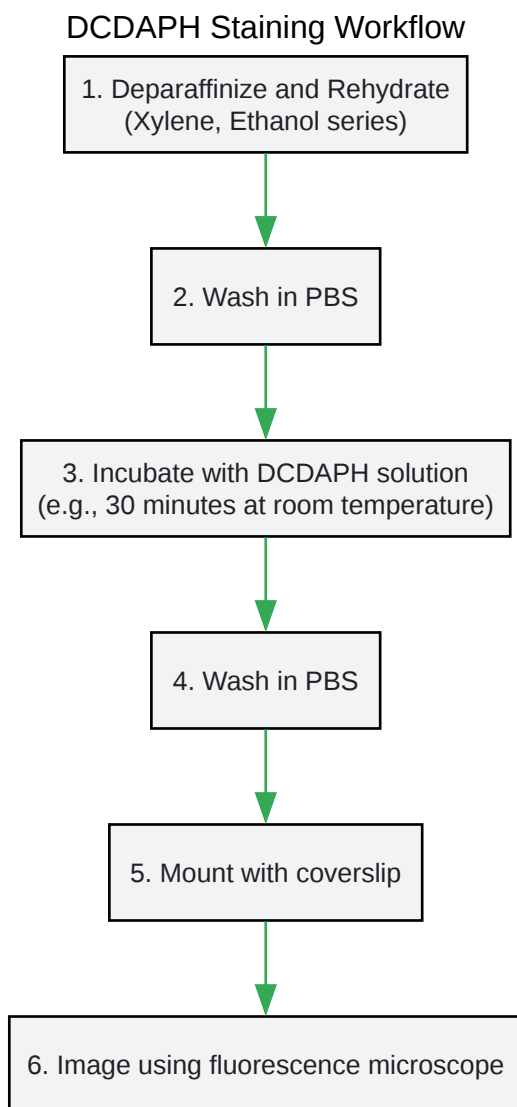 DCDAPH Staining Workflow
1. Deparaffinize and Rehydrate
(Xylene, Ethanol series)
2. Wash in PBS
3. Incubate with DCDAPH solution
(e.g., 30 minutes at room temperature)
4. Wash in PBS
5. Mount with coverslip
6. Image using fluorescence microscope